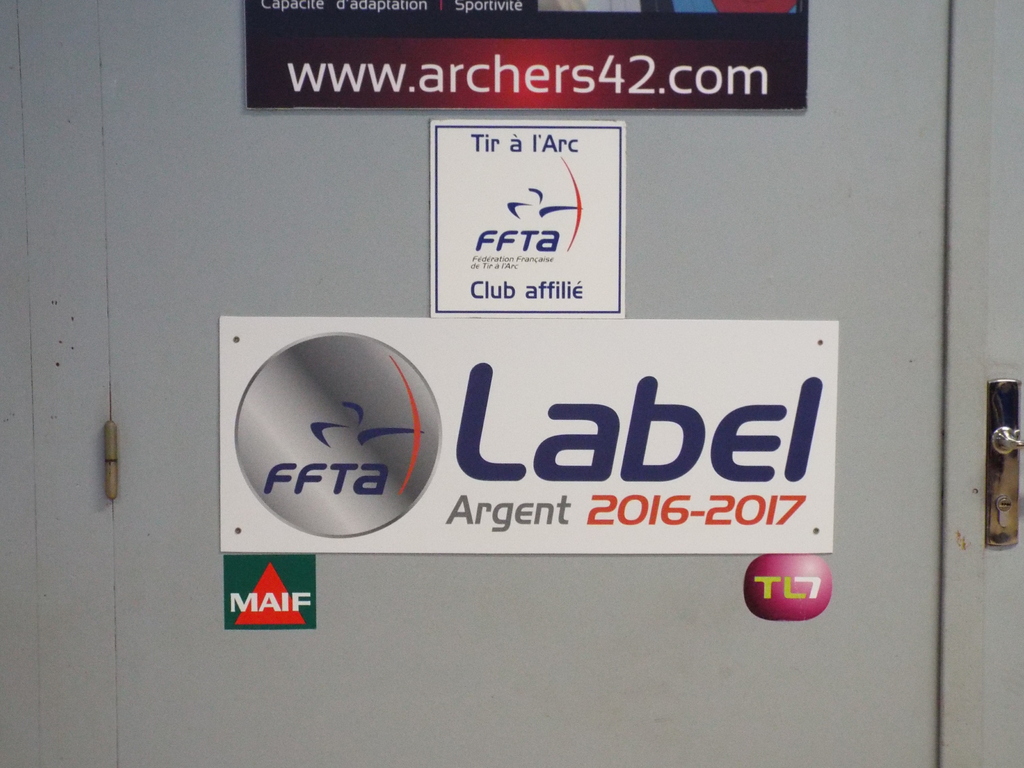 Capacité d'adaptation | Sportivité
www.archers42.com
Tir à l'Arc
FFTa
Fédération Française
de Tir à l'Arc
Club affilié
FFTa
Label
Argent 2016-2017
MAIF
TL7